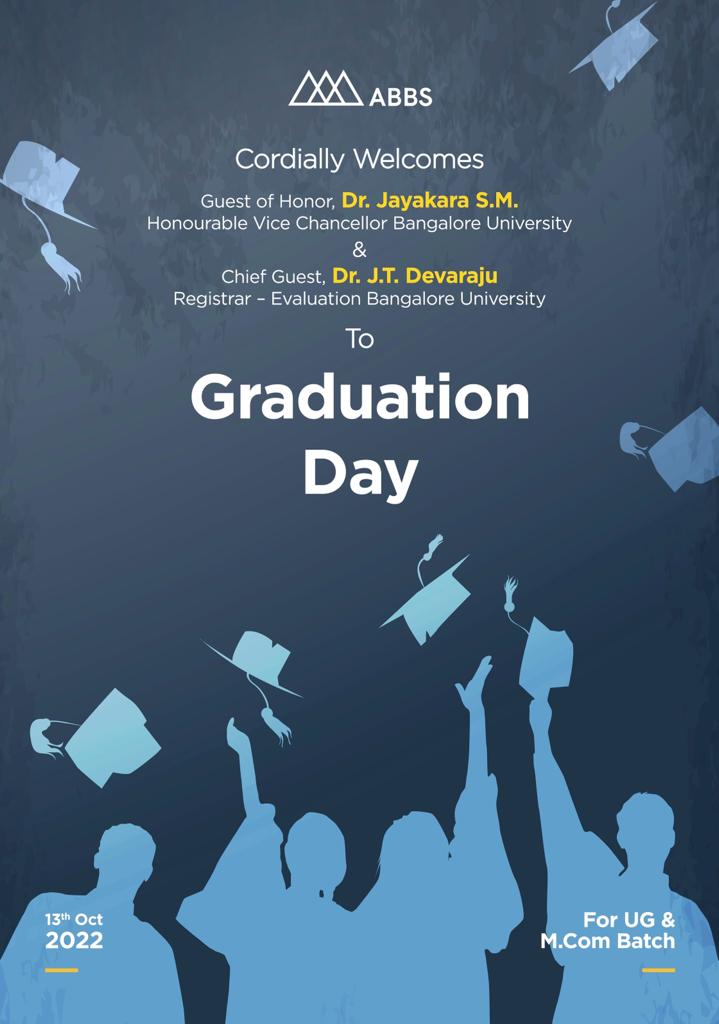 ABBS
Cordially Welcomes
Guest of Honor, Dr. Jayakara S.M.
Honourable Vice Chancellor Bangalore University
&
Chief Guest, Dr. J.T. Devaraju
Registrar – Evaluation Bangalore University
To
Graduation
Day
13th Oct
2022
For UG &
M.Com Batch